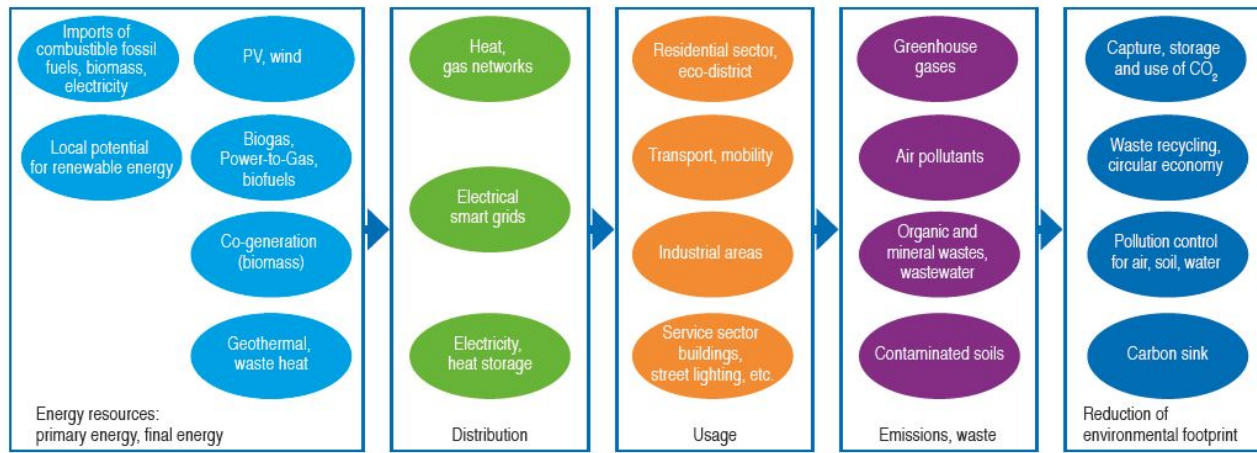 Imports of
combustible fossil
fuels, biomass,
electricity
PV, wind
Local potential
for renewable energy
Biogas,
Power-to-Gas,
biofuels
Co-generation
(biomass)
Geothermal,
waste heat
Energy resources:
primary energy, final energy
Heat,
gas networks
Electrical
smart grids
Electricity,
heat storage
Distribution
Residential sector,
eco-district
Transport, mobility
Industrial areas
Service sector
buildings,
street lighting, etc.
Usage
Greenhouse
gases
Air pollutants
Organic and
mineral wastes,
wastewater
Contaminated soils
Emissions, waste
Capture, storage
and use of CO₂
Waste recycling,
circular economy
Pollution control
for air, soil, water
Carbon sink
Reduction of
environmental footprint